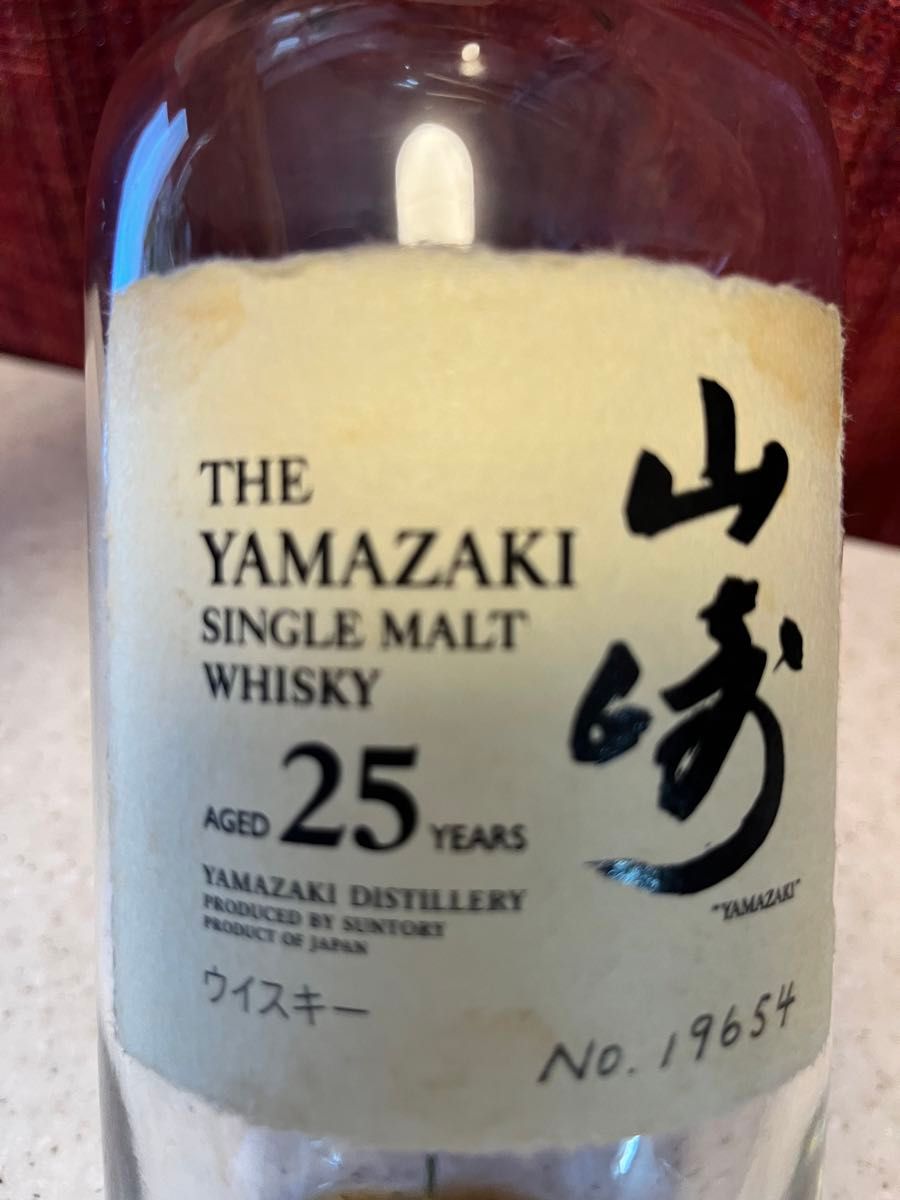 THE
YAMAZAKI
SINGLE MALT
WHISKY
AGED 25 YEARS
YAMAZAKI DISTILLERY
PRODUCED BY SUNTORY
PRODUCT OF JAPAN
ウイスキー
山崎
"YAMAZAKI"
No. 19654